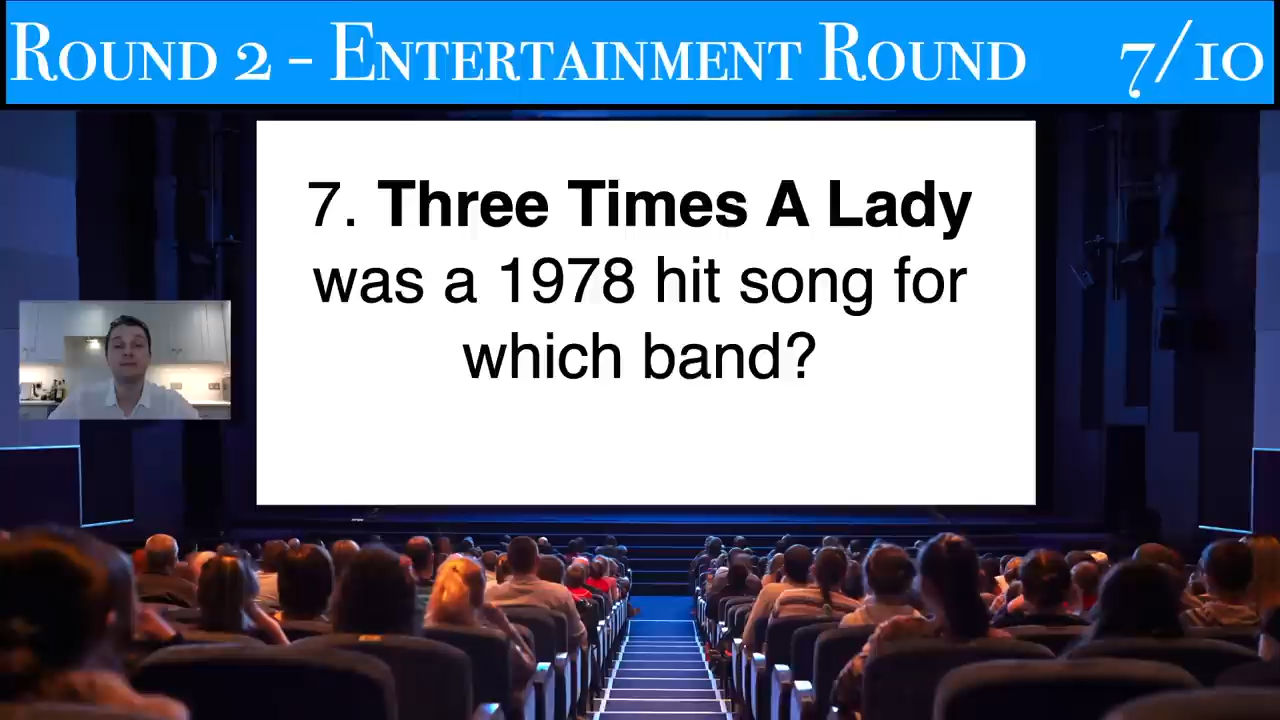 Round 2 - Entertainment Round 7/10
7. Three Times A Lady
was a 1978 hit song for
which band?